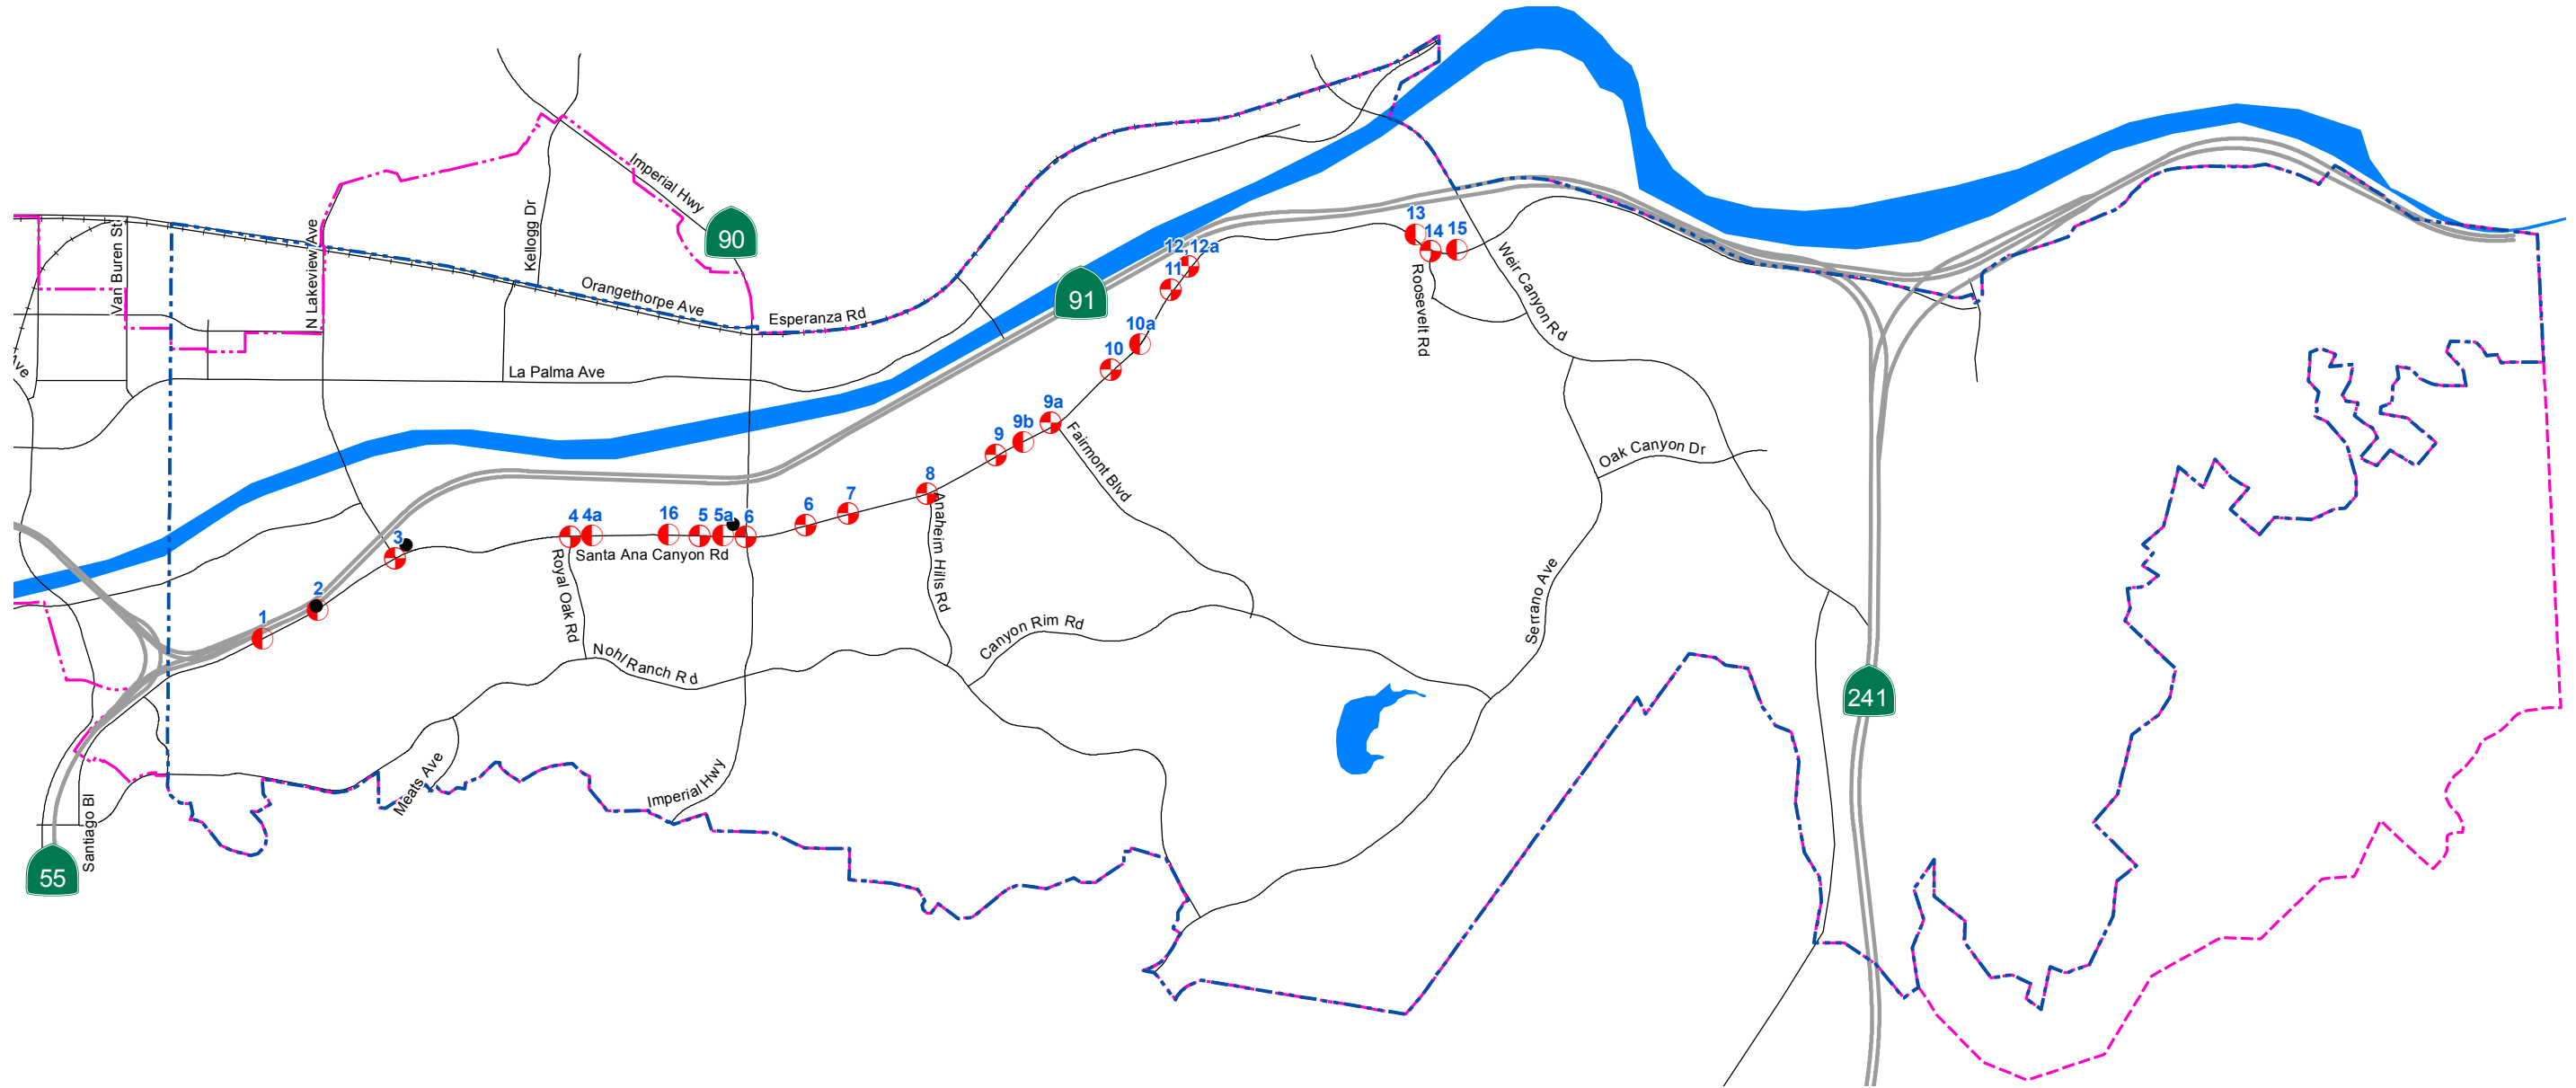 Imperial Hwy
Van Buren St
N Lakeview Ave
Kellogg Dr
90
13
14
15
12, 12a
Orangethorpe Ave
11
91
Esperanza Rd
Weir Canyon Rd
Roosevelt Rd
10a
10
Ave
La Palma Ave
9a
9b
9
Fairmont Blvd
Oak Canyon Dr
8
7
6
4
4a
16
5
5a
6
3
Anaheim Hills Rd
Santa Ana Canyon Rd
Royal Oak Rd
2
1
Serrano Ave
Canyon Rim Rd
Nohl Ranch Rd
241
Meats Ave
Imperial Hwy
Santiago Bl
55